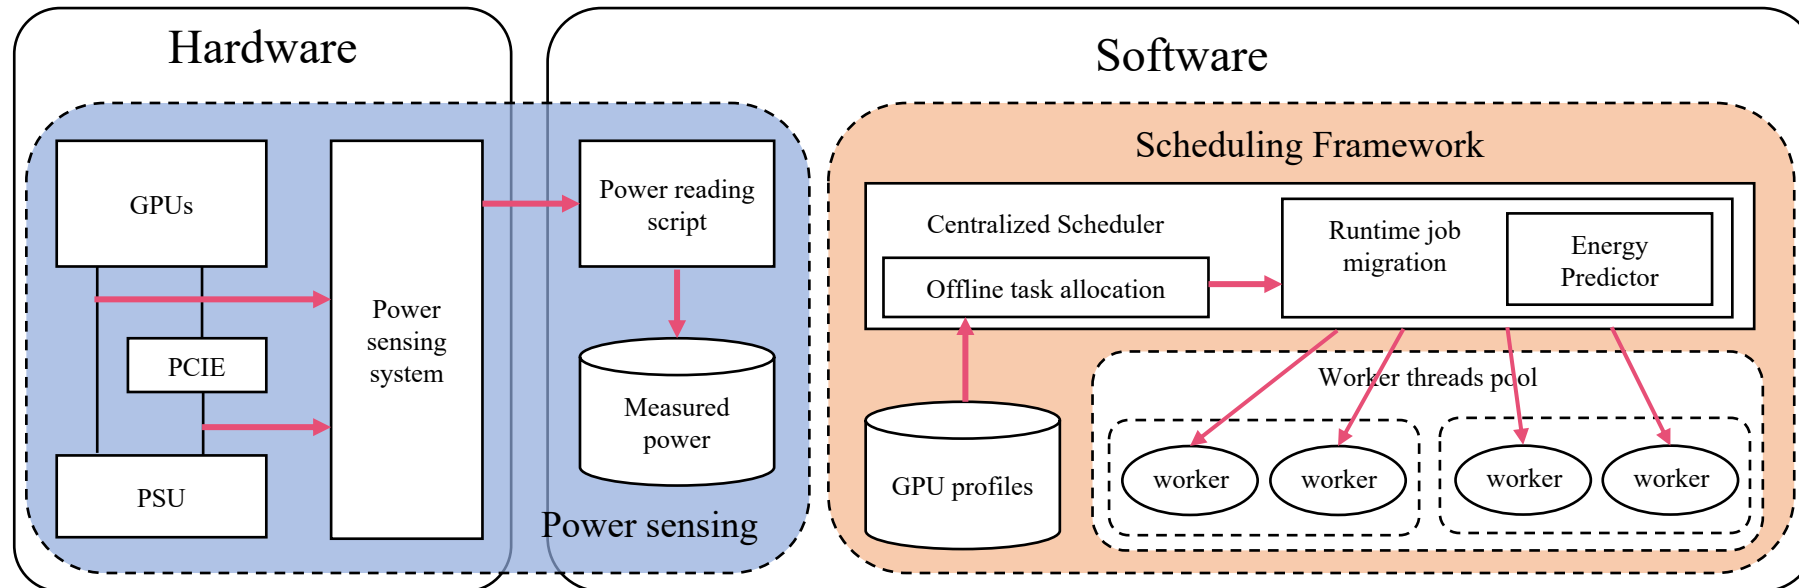 Hardware
Software
GPUs
PCIE
PSU
Power
sensing
system
Power reading
script
Measured
power
Power sensing
Scheduling Framework
Centralized Scheduler
Offline task allocation
Runtime job
migration
Energy
Predictor
GPU profiles
Worker threads pool
worker
worker
worker
worker